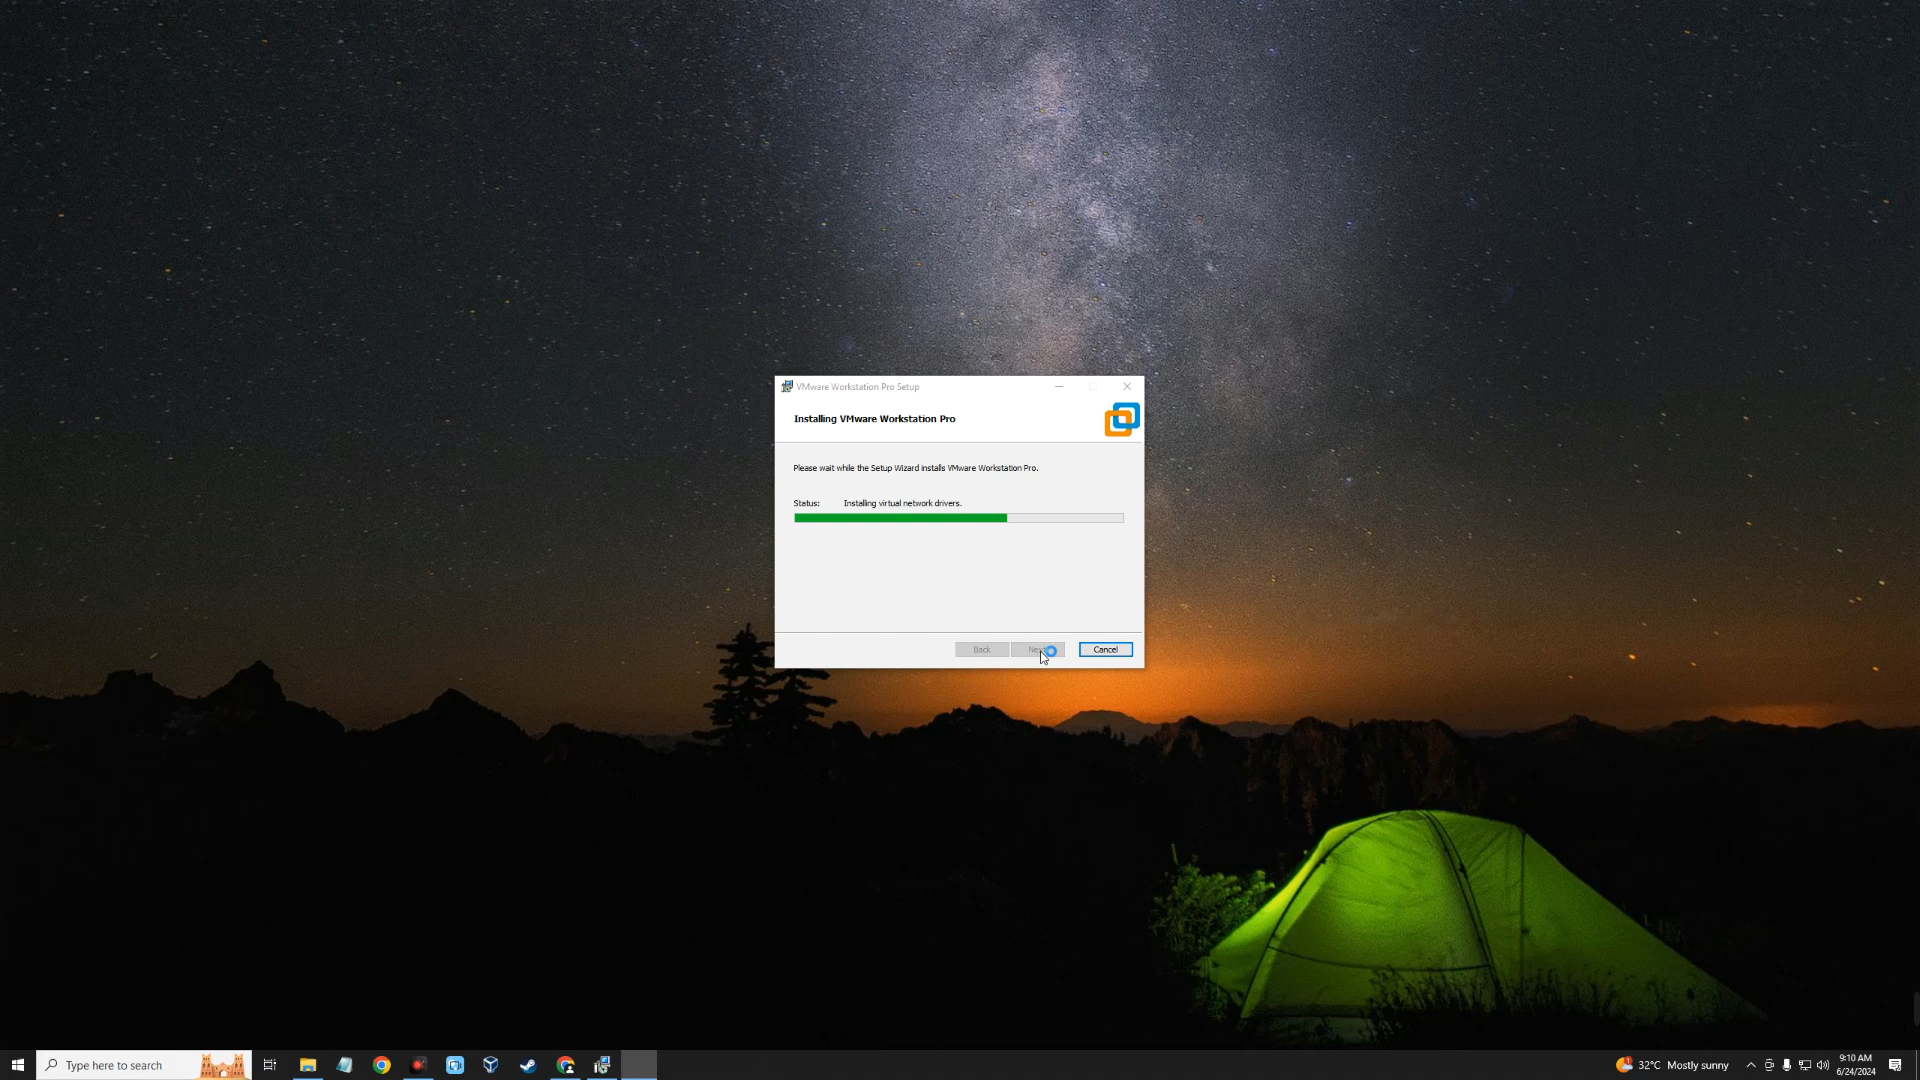 VMware Workstation Pro Setup
Installing VMware Workstation Pro
Please wait while the Setup Wizard installs VMware Workstation Pro.
Status: Installing virtual network drivers.
Back
Cancel
Type here to search
32°C Mostly sunny
9:10 AM
6/24/2024